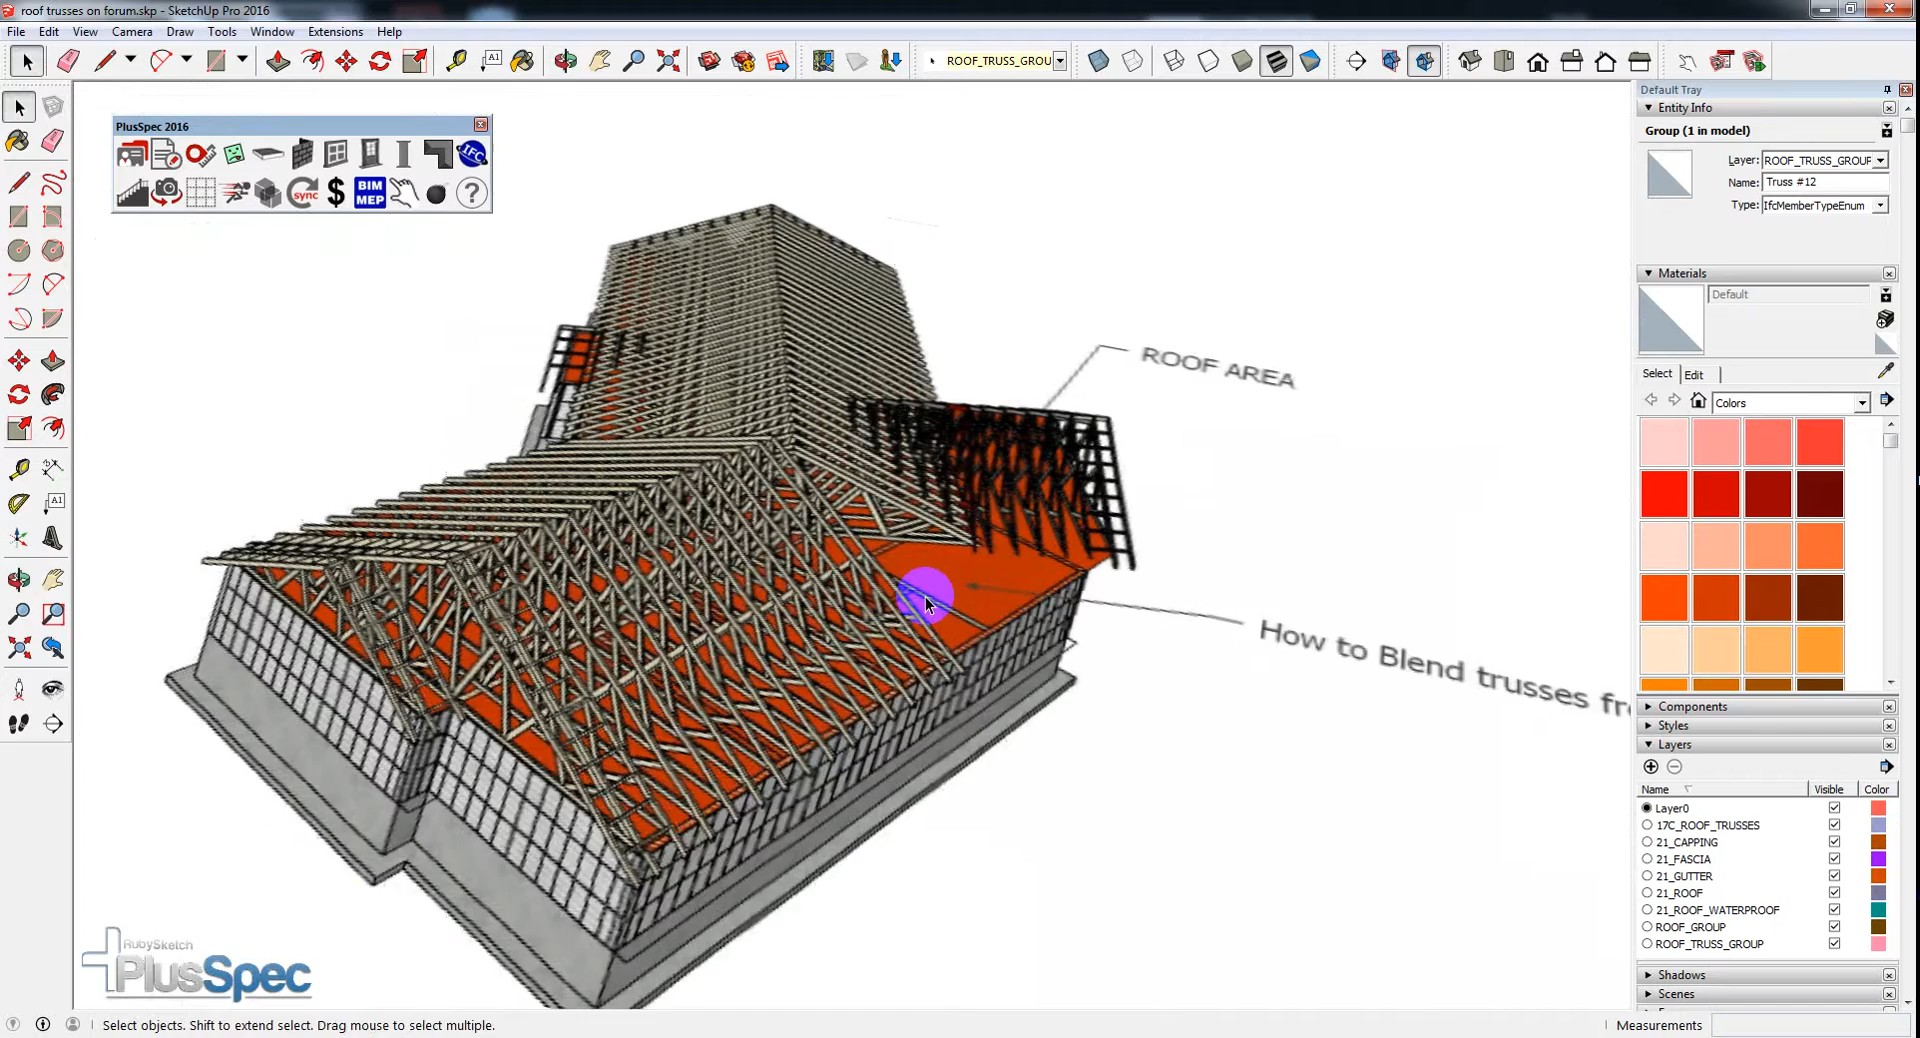 roof trusses on forum.skp - SketchUp Pro 2016
File Edit View Camera Draw Tools Window Extensions Help
A1
ROOF_TRUSS_GROU
PlusSpec 2016
IFC
sync
$
BIM
MEP
?
A1
ROOF AREA
How to Blend trusses fr
RubySketch
PlusSpec
Default Tray
Entity Info
Group (1 in model)
Layer: ROOF_TRUSS_GROUP
Name: Truss #12
Type: IfcMemberTypeEnum
Materials
Default
Select Edit
Colors
Components
Styles
Layers
Name Visible Color
Layer0
17C_ROOF_TRUSSES
21_CAPPING
21_FASCIA
21_GUTTER
21_ROOF
21_ROOF_WATERPROOF
ROOF_GROUP
ROOF_TRUSS_GROUP
Shadows
Scenes
Select objects. Shift to extend select. Drag mouse to select multiple.
Measurements